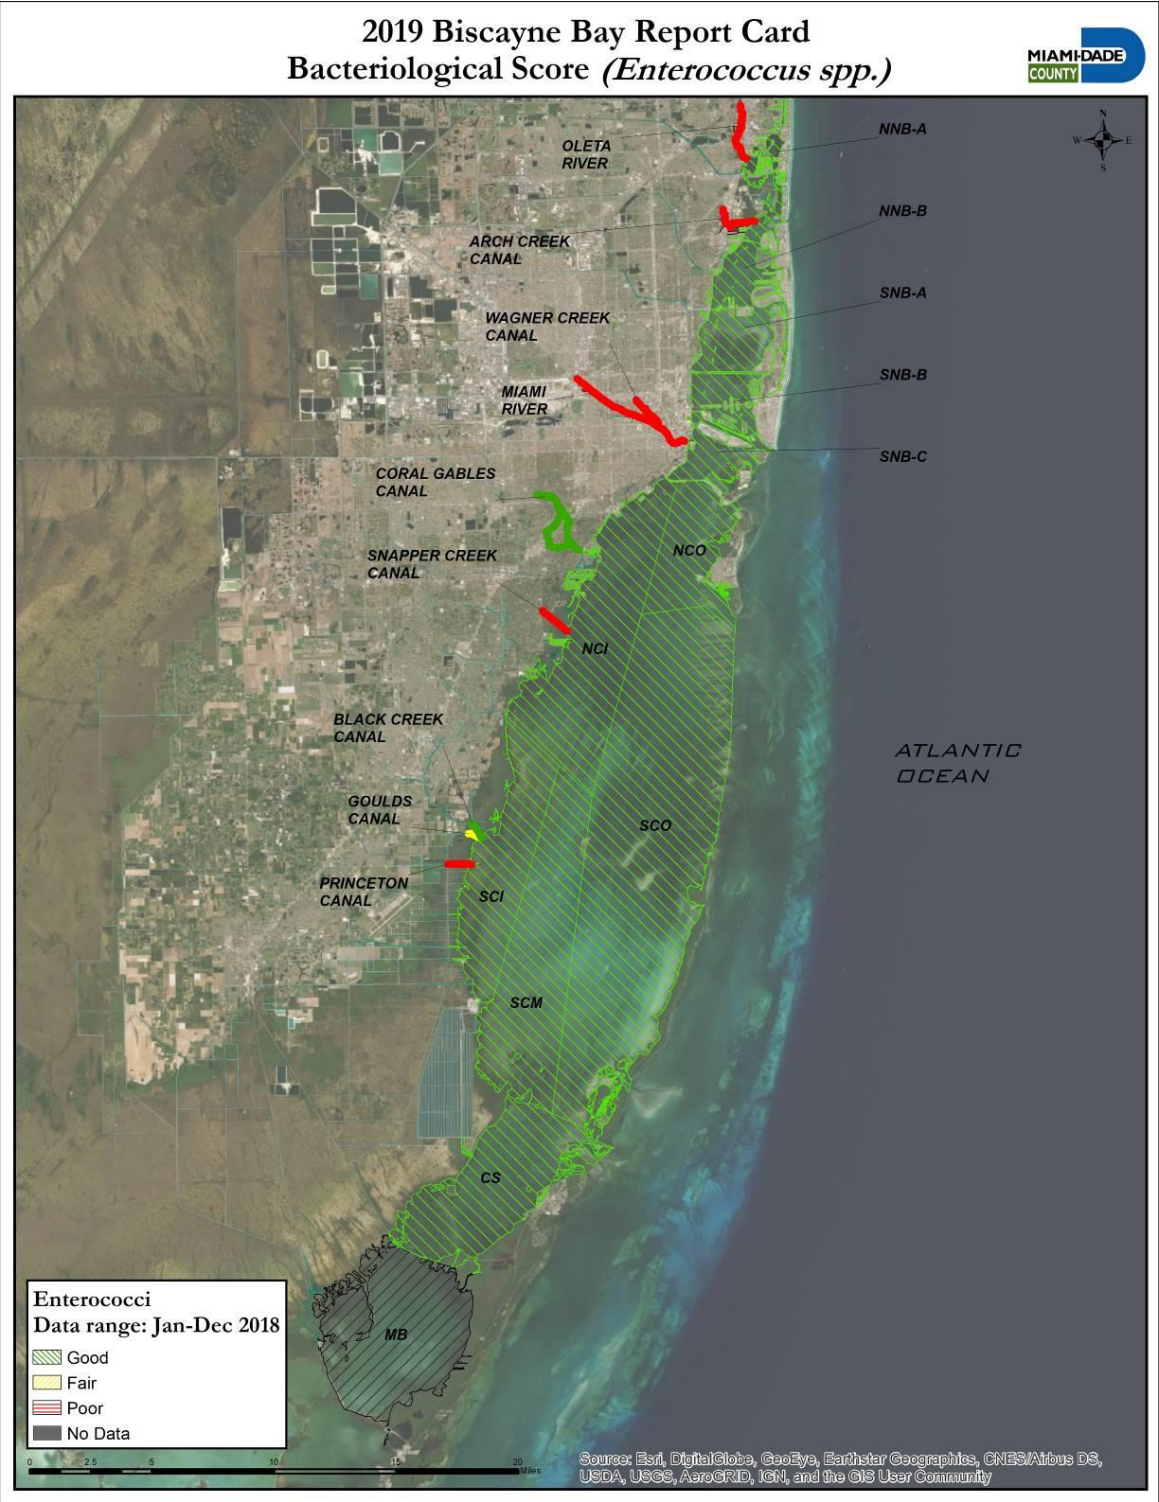 2019 Biscayne Bay Report Card
Bacteriological Score (Enterococcus spp.)
MIAMI-DADE
COUNTY
N
W
E
S
OLETA
RIVER
NNB-A
NNB-B
ARCH CREEK
CANAL
SNB-A
WAGNER CREEK
CANAL
SNB-B
MIAMI
RIVER
SNB-C
CORAL GABLES
CANAL
NCO
SNAPPER CREEK
CANAL
NCI
BLACK CREEK
CANAL
ATLANTIC
OCEAN
GOULDS
CANAL
SCO
PRINCETON
CANAL
SCI
SCM
CS
MB
Enterococci
Data range: Jan-Dec 2018
Good
Fair
Poor
No Data
0 2.5 5 10 15 20
Miles
Source: Esri, DigitalGlobe, GeoEye, Earthstar Geographics, CNES/Airbus DS,
USDA, USGS, AeroGRID, IGN, and the GIS User Community